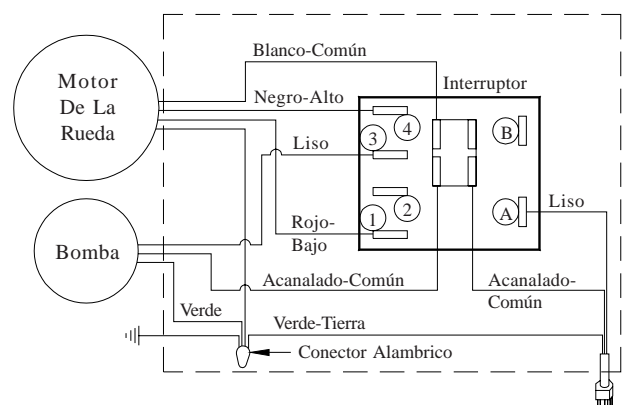 Blanco-Común
Motor
De La
Rueda
Interruptor
Negro-Alto
4
B
3
Liso
2
A
Liso
1
Rojo-
Bajo
Bomba
Acanalado-Común
Acanalado-
Común
Verde
Verde-Tierra
Conector Alambrico